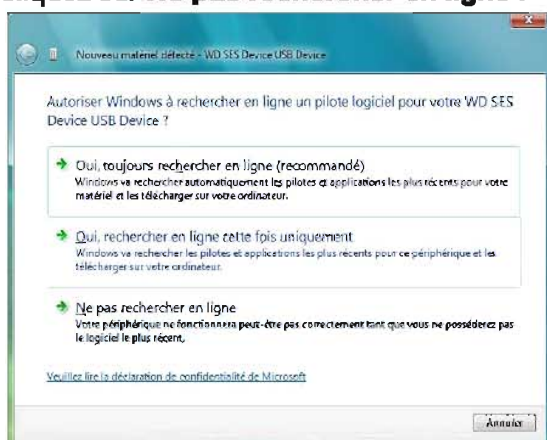 Nouveau matériel détecté - WD SES Device USB Device
Autoriser Windows à rechercher en ligne un pilote logiciel pour votre WD SES
Device USB Device ?
Oui, toujours rechercher en ligne (recommandé)
Windows va rechercher automatiquement les pilotes et applications les plus récents pour votre
matériel et les télécharger sur votre ordinateur.
Oui, rechercher en ligne cette fois uniquement
Windows va rechercher les pilotes et applications les plus récents pour ce périphérique et les
télécharger sur votre ordinateur.
Ne pas rechercher en ligne
Votre périphérique ne fonctionnera peut-être pas correctement tant que vous ne posséderez pas
le logiciel le plus récent.
Veuillez lire la déclaration de confidentialité de Microsoft
Annuler